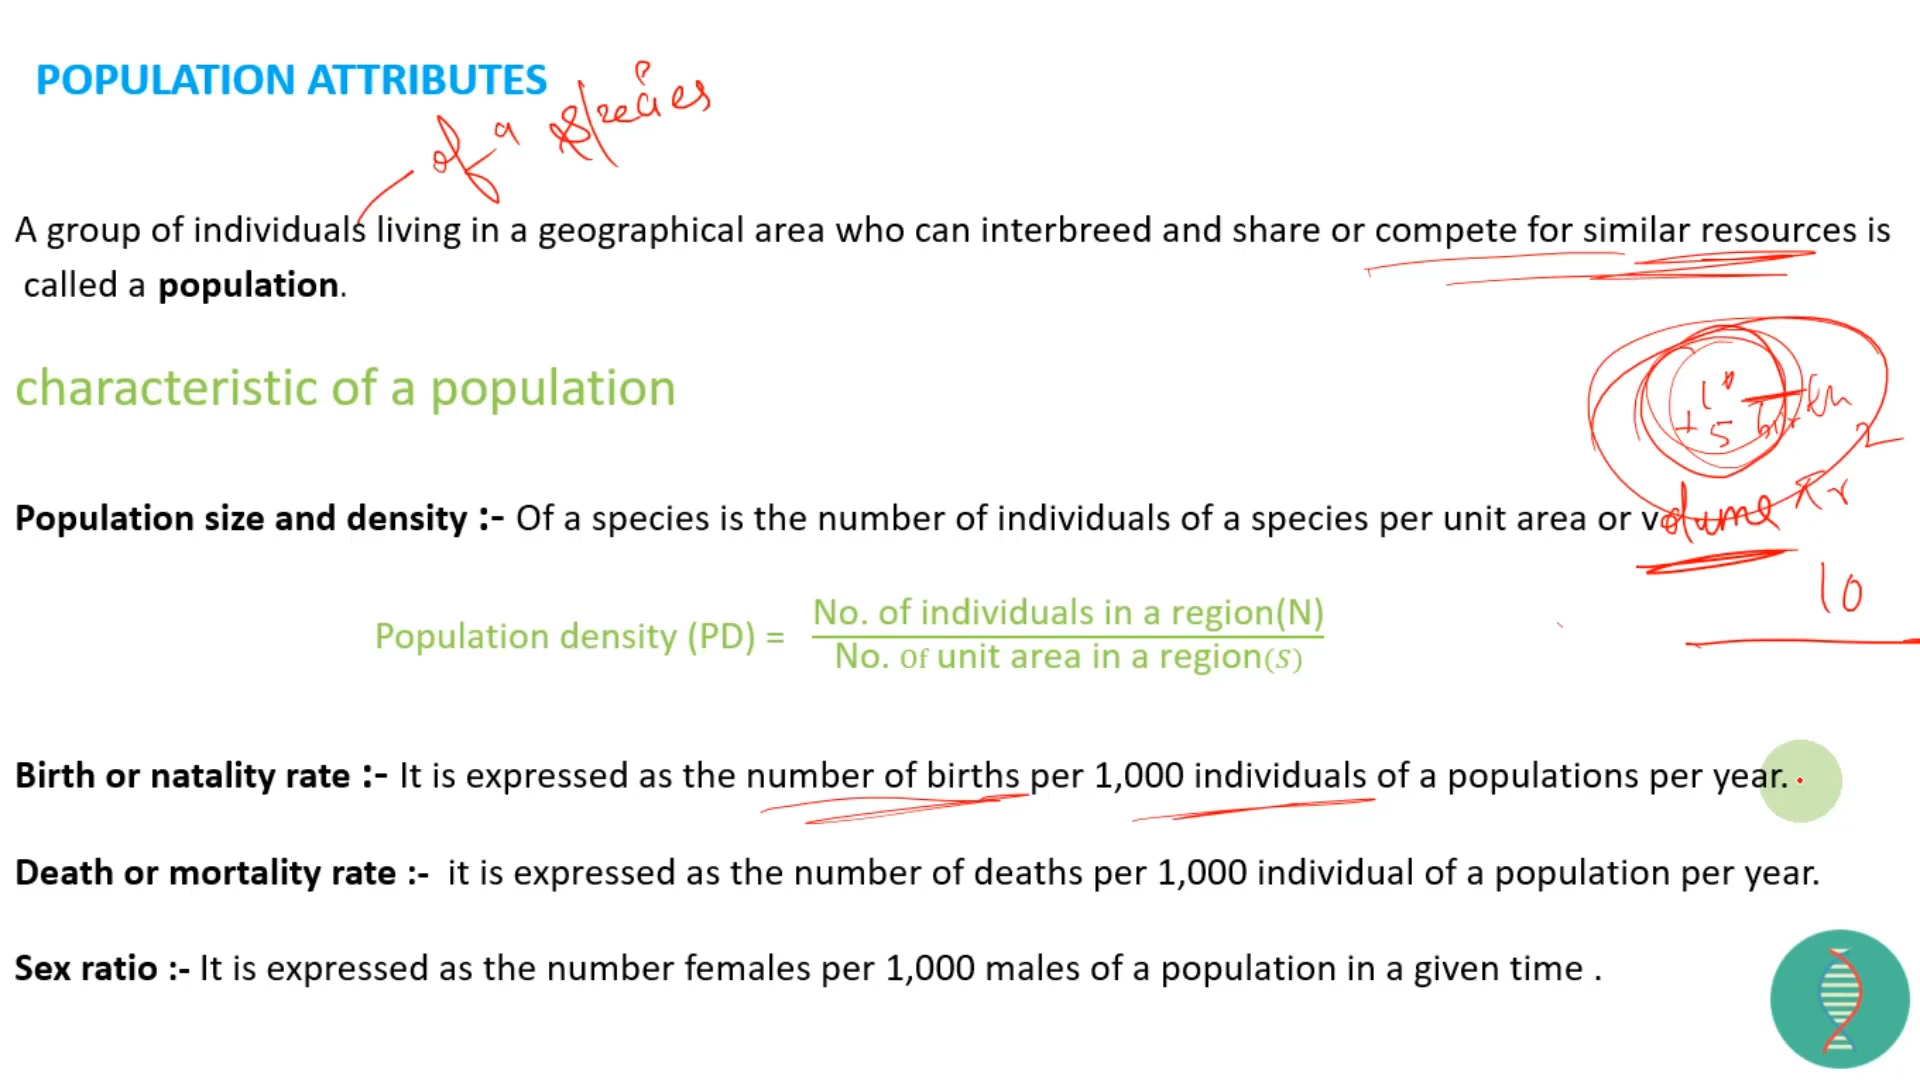 POPULATION ATTRIBUTES
of a species
A group of individuals living in a geographical area who can interbreed and share or compete for similar resources is
called a population.
characteristic of a population
10
+ 5 birth
Population size and density :- Of a species is the number of individuals of a species per unit area or volume
πr²
10
Population density (PD) = No. of individuals in a region(N)
No. Of unit area in a region(S)
Birth or natality rate :- It is expressed as the number of births per 1,000 individuals of a populations per year.
Death or mortality rate :- it is expressed as the number of deaths per 1,000 individual of a population per year.
Sex ratio :- It is expressed as the number females per 1,000 males of a population in a given time .